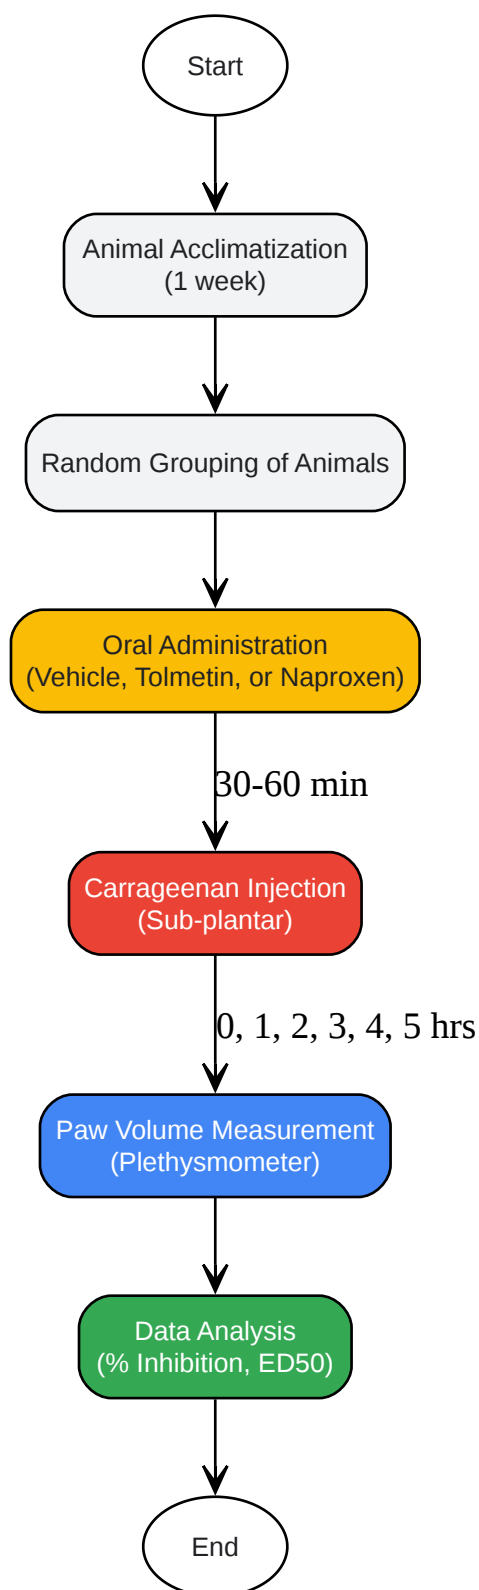 Start
Animal Acclimatization
(1 week)
Random Grouping of Animals
Oral Administration
(Vehicle, Tolmetin, or Naproxen)
30-60 min
Carrageenan Injection
(Sub-plantar)
0, 1, 2, 3, 4, 5 hrs
Paw Volume Measurement
(Plethysmometer)
Data Analysis
(% Inhibition, ED50)
End